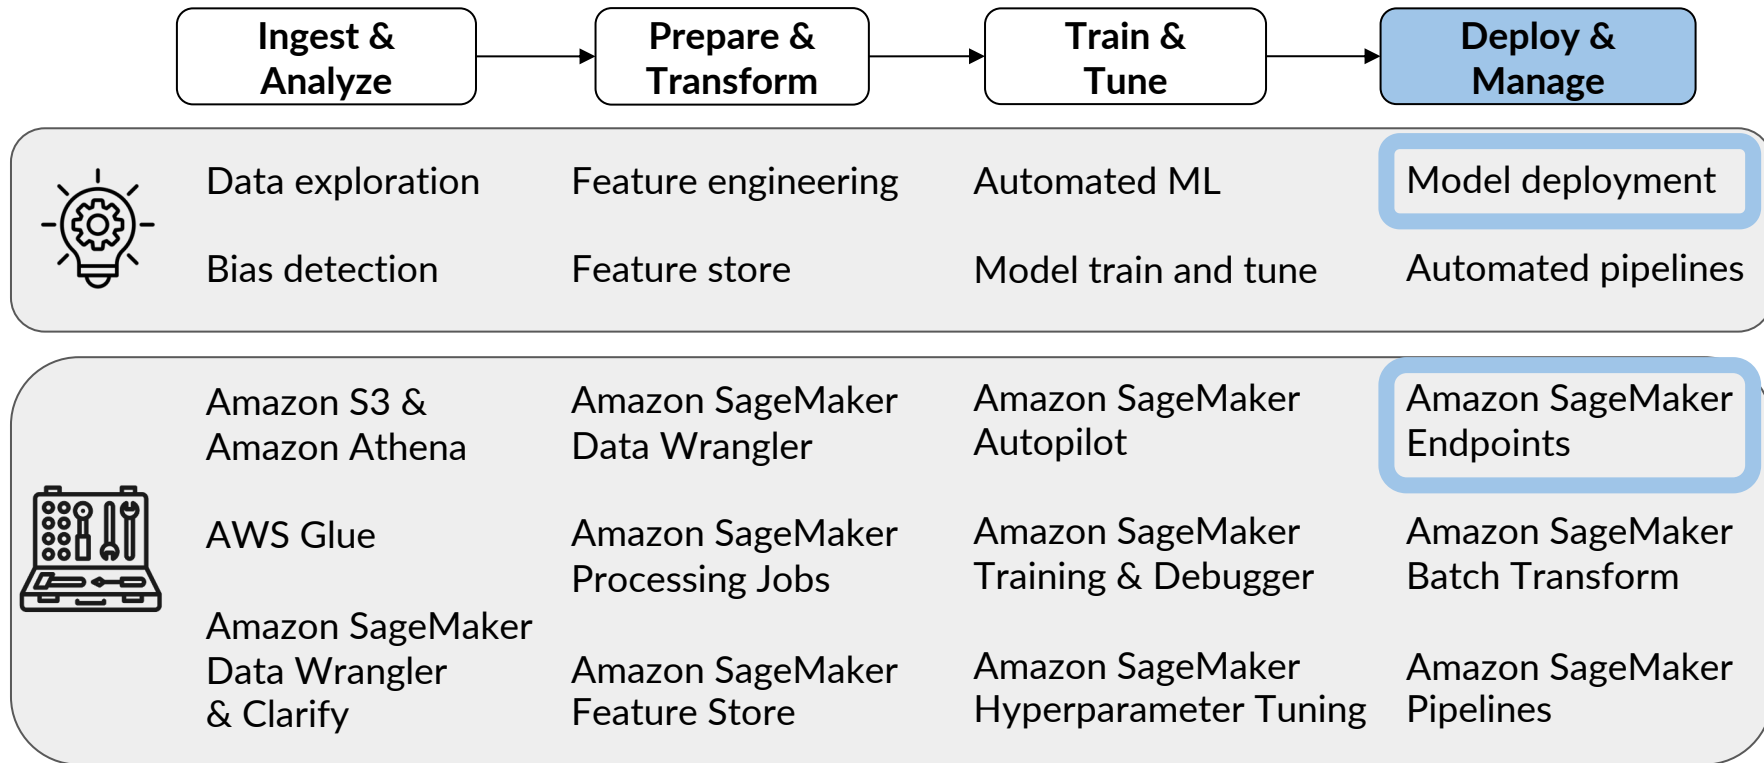 Ingest &
Analyze
Prepare &
Transform
Train &
Tune
Deploy &
Manage
Data exploration
Feature engineering
Automated ML
Model deployment
Bias detection
Feature store
Model train and tune
Automated pipelines
Amazon S3 &
Amazon Athena
Amazon SageMaker
Data Wrangler
Amazon SageMaker
Autopilot
Amazon SageMaker
Endpoints
AWS Glue
Amazon SageMaker
Processing Jobs
Amazon SageMaker
Training & Debugger
Amazon SageMaker
Batch Transform
Amazon SageMaker
Data Wrangler
& Clarify
Amazon SageMaker
Feature Store
Amazon SageMaker
Hyperparameter Tuning
Amazon SageMaker
Pipelines